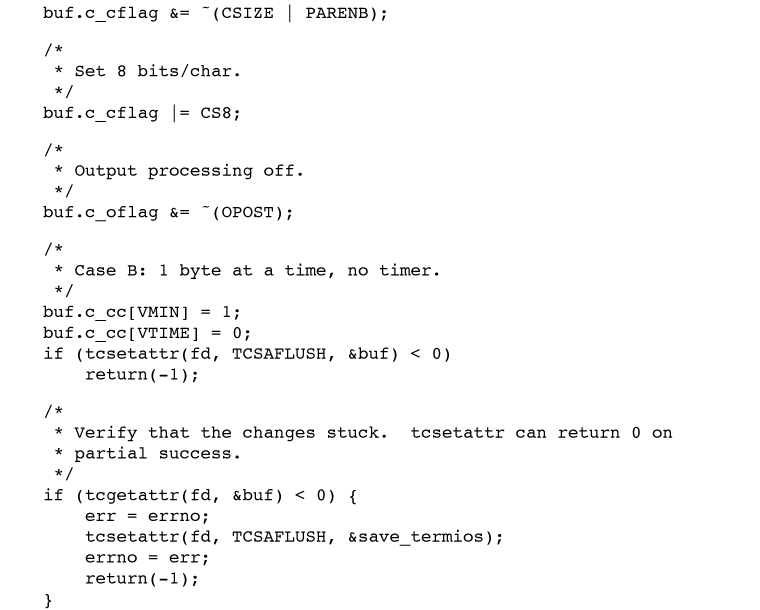 buf.c_cflag &= ~(CSIZE | PARENB);

/*
 * Set 8 bits/char.
 */
buf.c_cflag |= CS8;

/*
 * Output processing off.
 */
buf.c_oflag &= ~(OPOST);

/*
 * Case B: 1 byte at a time, no timer.
 */
buf.c_cc[VMIN] = 1;
buf.c_cc[VTIME] = 0;
if (tcsetattr(fd, TCSAFLUSH, &buf) < 0)
    return(-1);

/*
 * Verify that the changes stuck.  tcsetattr can return 0 on
 * partial success.
 */
if (tcgetattr(fd, &buf) < 0) {
    err = errno;
    tcsetattr(fd, TCSAFLUSH, &save_termios);
    errno = err;
    return(-1);
}